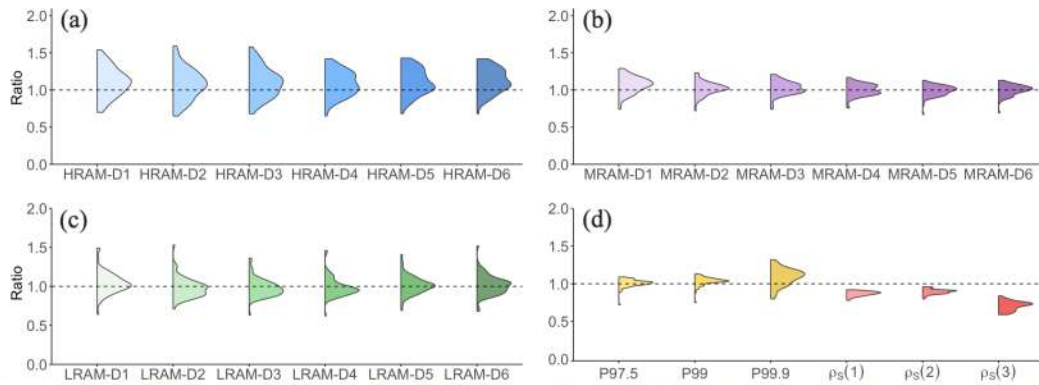 (a)
Ratio
2.0
1.5
1.0
0.5
0.0
HRAM-D1 HRAM-D2 HRAM-D3 HRAM-D4 HRAM-D5 HRAM-D6
(b)
2.0
1.5
1.0
0.5
0.0
MRAM-D1 MRAM-D2 MRAM-D3 MRAM-D4 MRAM-D5 MRAM-D6
(c)
Ratio
2.0
1.5
1.0
0.5
0.0
LRAM-D1 LRAM-D2 LRAM-D3 LRAM-D4 LRAM-D5 LRAM-D6
(d)
2.0
1.5
1.0
0.5
0.0
P97.5 P99 P99.9 ρS(1) ρS(2) ρS(3)